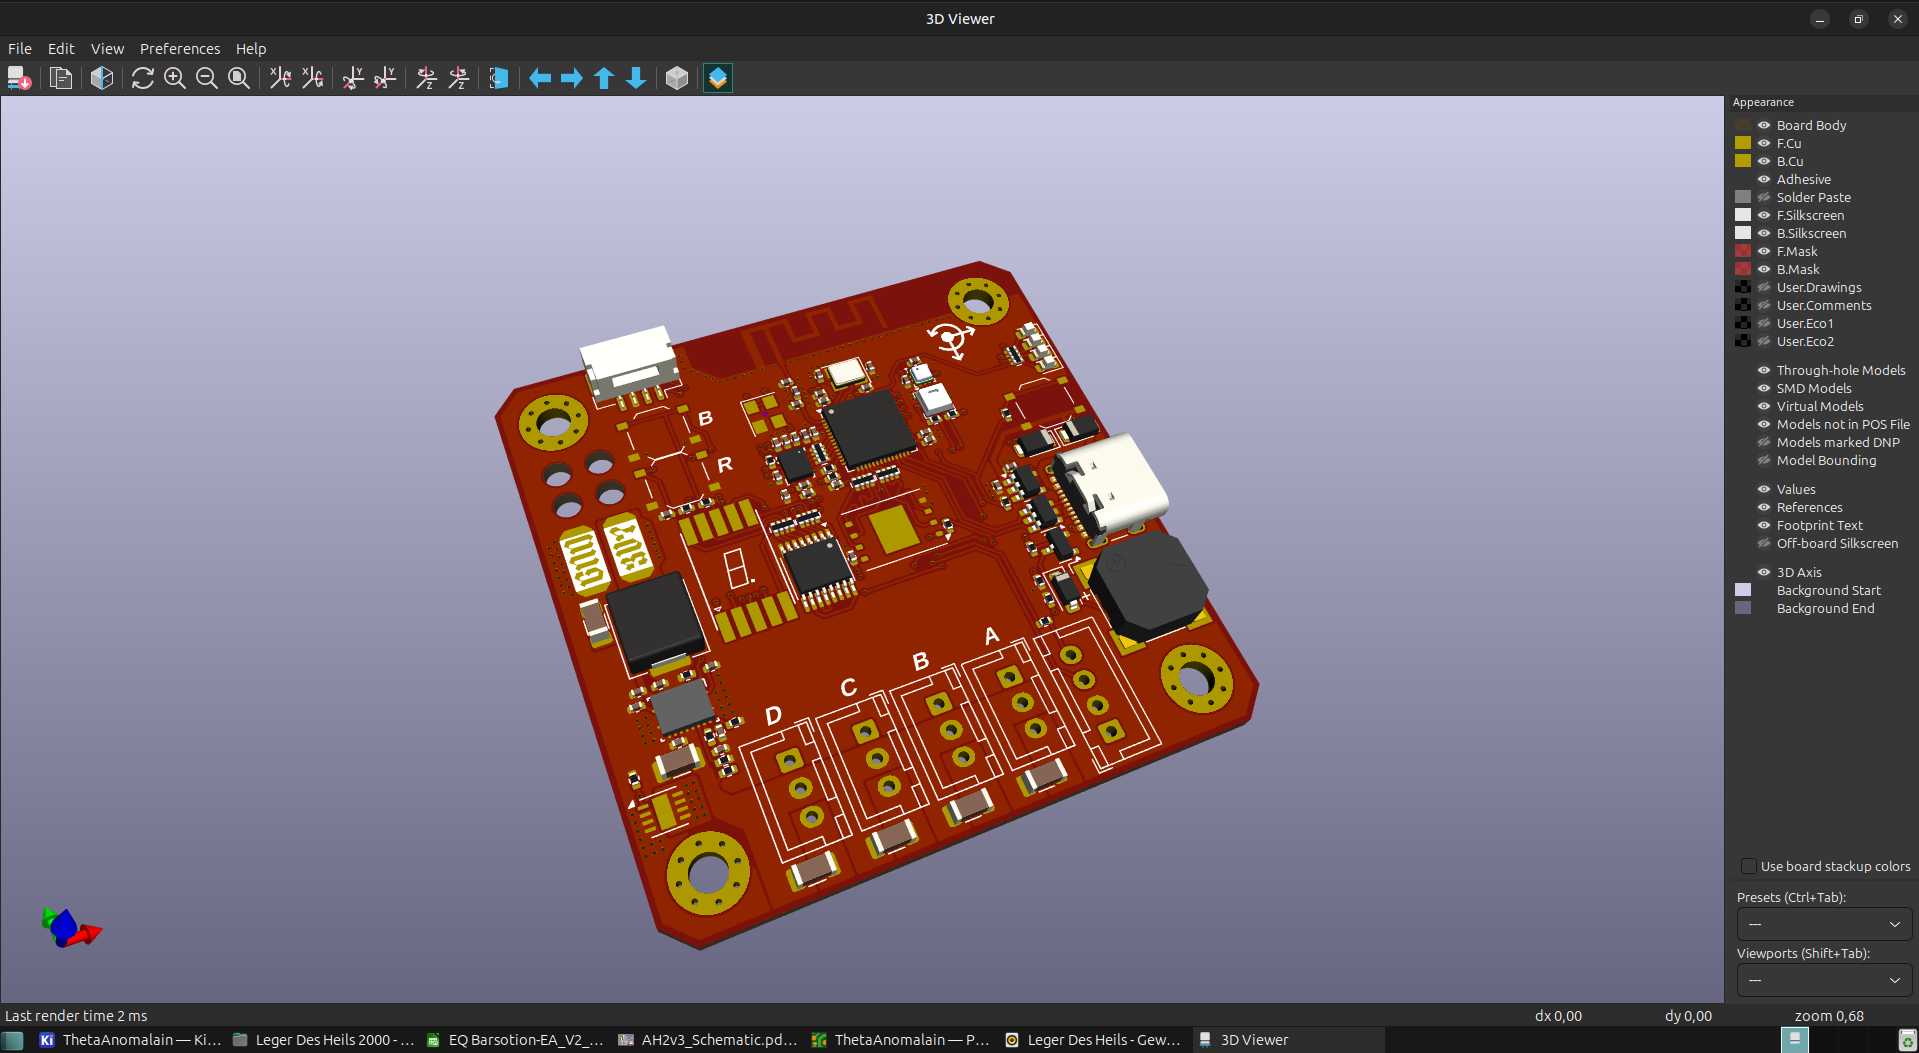 3D Viewer
File Edit View Preferences Help
Appearance
Board Body
F.Cu
B.Cu
Adhesive
Solder Paste
F.Silkscreen
B.Silkscreen
F.Mask
B.Mask
User.Drawings
User.Comments
User.Eco1
User.Eco2
Through-hole Models
SMD Models
Virtual Models
Models not in POS File
Models marked DNP
Model Bounding
Values
References
Footprint Text
Off-board Silkscreen
3D Axis
Background Start
Background End
B
R
A
B
C
D
Use board stackup colors
Presets (Ctrl+Tab):
---
Viewports (Shift+Tab):
---
Last render time 2 ms
dx 0,00
dy 0,00
zoom 0,68
ThetaAnomalain — Ki...
Leger Des Heils 2000 - ...
EQ Barsotion-EA_V2_...
AH2v3_Schematic.pd...
ThetaAnomalain — P...
Leger Des Heils - Gew...
3D Viewer